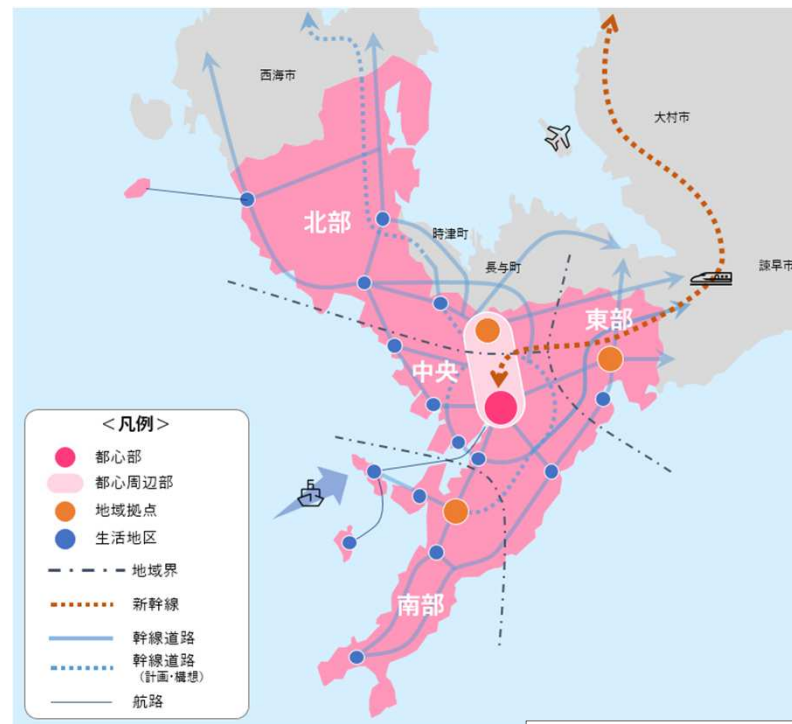 西海市
大村市
北部
時津町
長与町
諫早市
東部
中央
南部
＜凡例＞
都心部
都心周辺部
地域拠点
生活地区
地域界
新幹線
幹線道路
幹線道路
（計画・構想）
航路